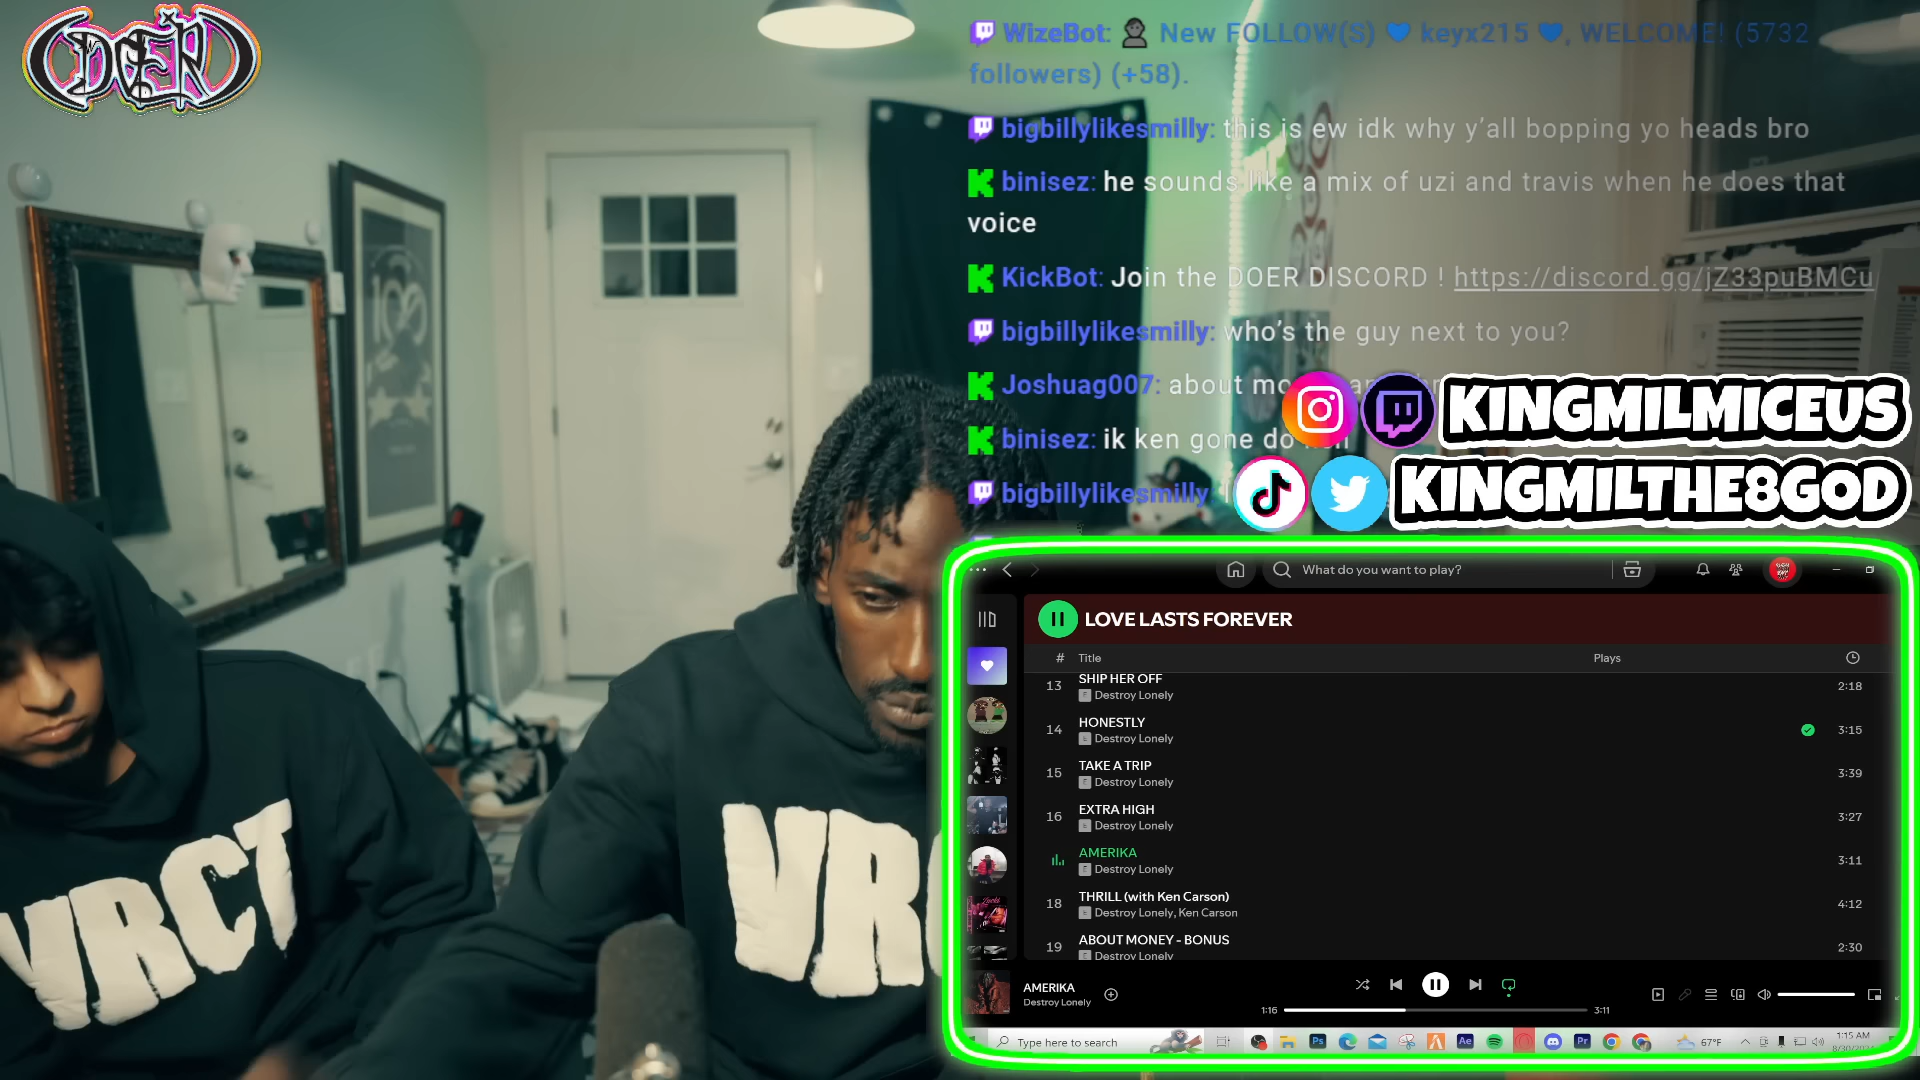 DOER
WizeBot: New FOLLOW(S) keyx215, WELCOME! (5732
followers) (+58).
bigbillylikesmilly: this is ew idk why y’all bopping yo heads bro
binisez: he sounds like a mix of uzi and travis when he does that
voice
KickBot: Join the DOER DISCORD ! https://discord.gg/jZ33puBMCu
bigbillylikesmilly: who’s the guy next to you?
Joshuag007: about
binisez: ik ken gone do
bigbillylikesmilly:
KINGMILMICEUS
KINGMILTHE8GOD
VRCT
VRC
What do you want to play?
LOVE LASTS FOREVER
# Title Plays
13 SHIP HER OFF 2:18
E Destroy Lonely
14 HONESTLY 3:15
E Destroy Lonely
15 TAKE A TRIP 3:39
E Destroy Lonely
16 EXTRA HIGH 3:27
E Destroy Lonely
AMERIKA 3:11
E Destroy Lonely
18 THRILL (with Ken Carson) 4:12
E Destroy Lonely, Ken Carson
19 ABOUT MONEY - BONUS 2:30
E Destroy Lonely
AMERIKA
Destroy Lonely
1:16 3:11
Type here to search
Ps Ae Pr
67°F
1:15 AM